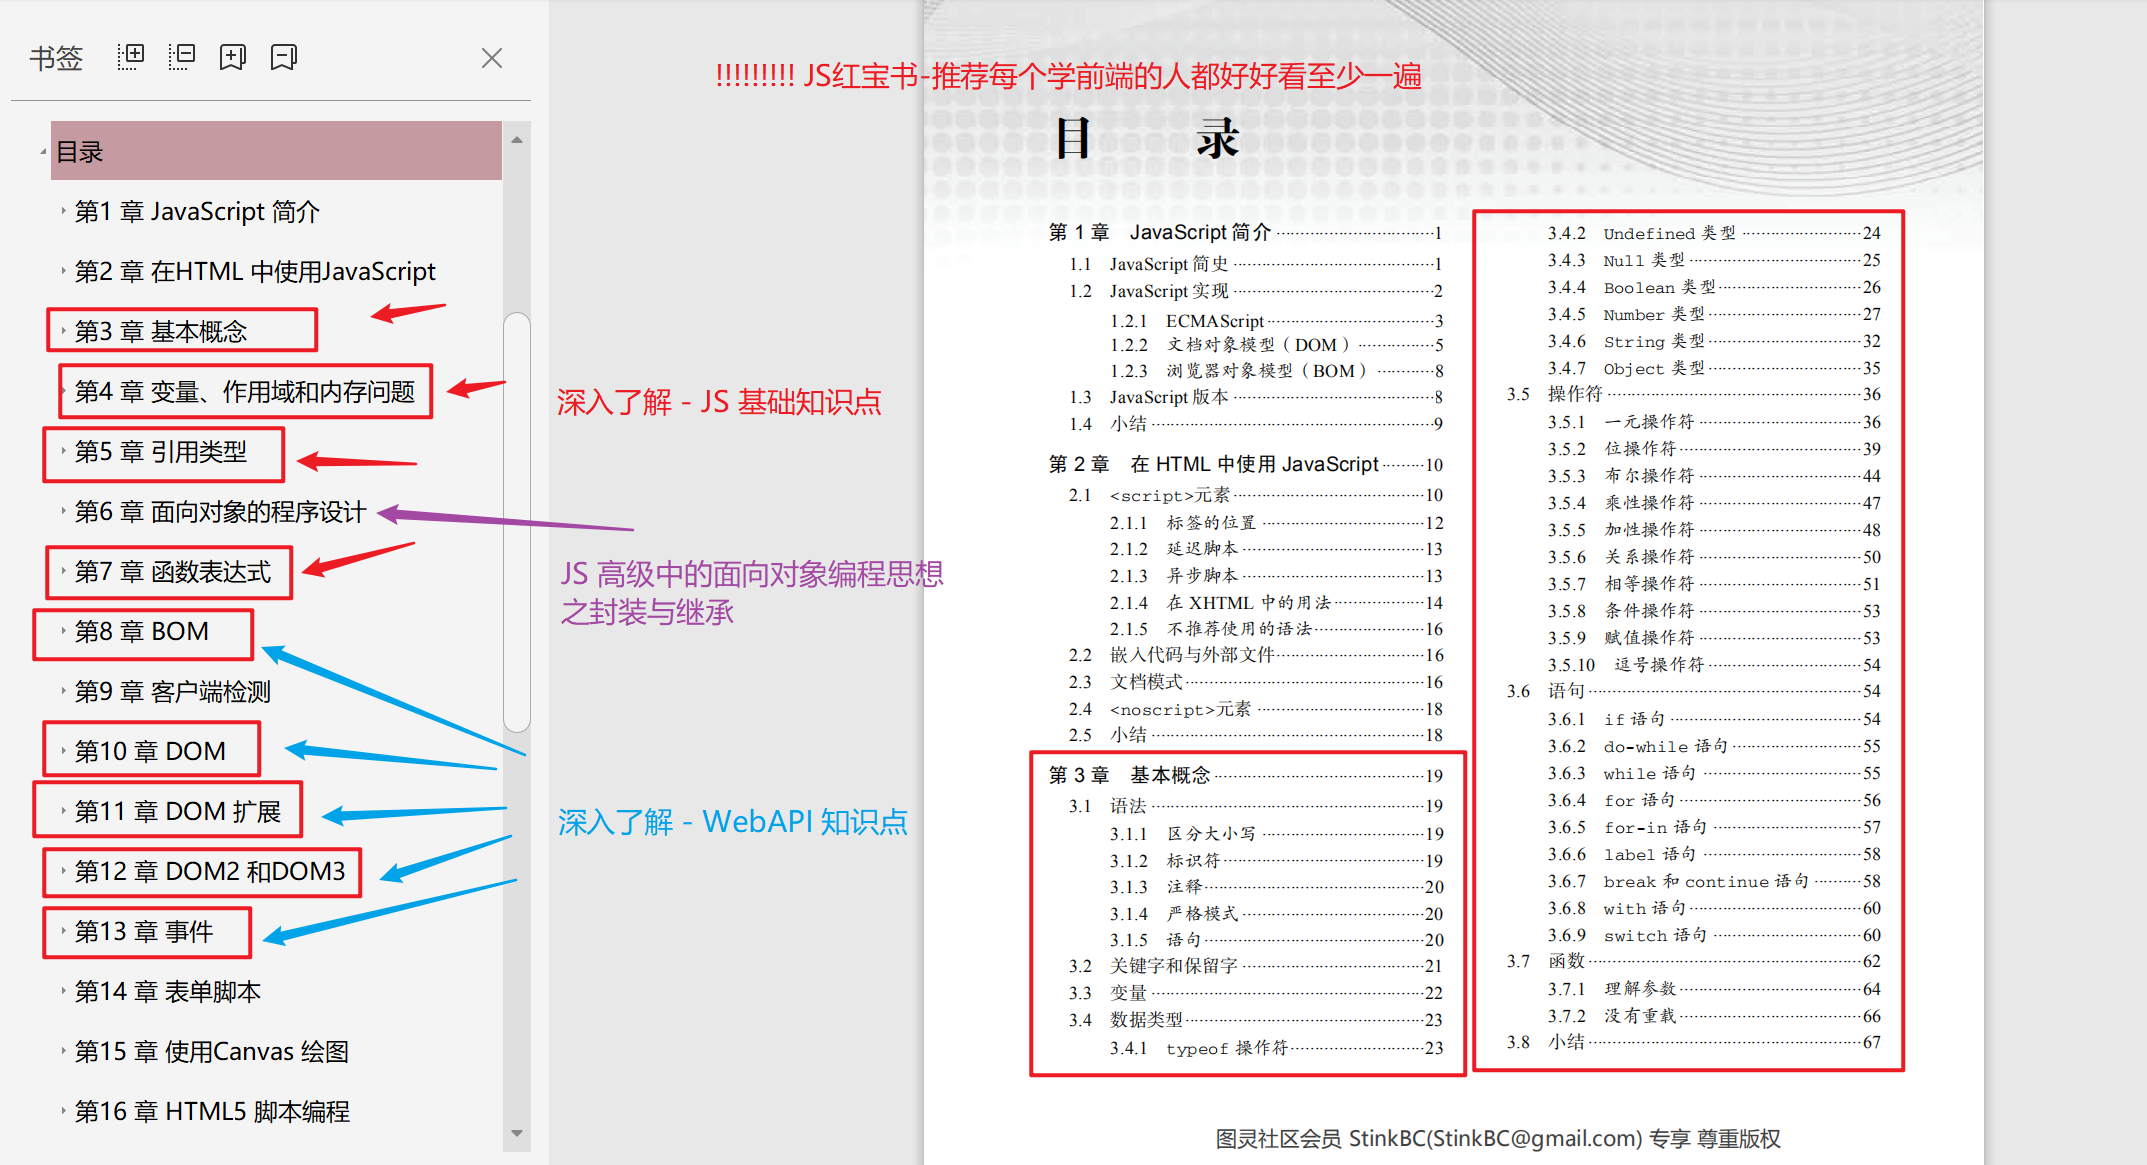 书签
!!!!!!!!! JS红宝书-推荐每个学前端的人都好好看至少一遍
目录
第1 章 JavaScript 简介
第2 章 在HTML 中使用JavaScript
第3 章 基本概念
第4 章 变量、作用域和内存问题
第5 章 引用类型
第6 章 面向对象的程序设计
第7 章 函数表达式
第8 章 BOM
第9 章 客户端检测
第10 章 DOM
第11 章 DOM 扩展
第12 章 DOM2 和DOM3
第13 章 事件
第14 章 表单脚本
第15 章 使用Canvas 绘图
第16 章 HTML5 脚本编程
深入了解 - JS 基础知识点
JS 高级中的面向对象编程思想
之封装与继承
深入了解 - WebAPI 知识点
目 录
第 1 章 JavaScript 简介 1
1.1 JavaScript 简史 1
1.2 JavaScript 实现 2
1.2.1 ECMAScript 3
1.2.2 文档对象模型（DOM） 5
1.2.3 浏览器对象模型（BOM） 8
1.3 JavaScript 版本 8
1.4 小结 9
第 2 章 在 HTML 中使用 JavaScript 10
2.1 <script>元素 10
2.1.1 标签的位置 12
2.1.2 延迟脚本 13
2.1.3 异步脚本 13
2.1.4 在 XHTML 中的用法 14
2.1.5 不推荐使用的语法 16
2.2 嵌入代码与外部文件 16
2.3 文档模式 16
2.4 <noscript>元素 18
2.5 小结 18
第 3 章 基本概念 19
3.1 语法 19
3.1.1 区分大小写 19
3.1.2 标识符 19
3.1.3 注释 20
3.1.4 严格模式 20
3.1.5 语句 20
3.2 关键字和保留字 21
3.3 变量 22
3.4 数据类型 23
3.4.1 typeof 操作符 23
3.4.2 Undefined 类型 24
3.4.3 Null 类型 25
3.4.4 Boolean 类型 26
3.4.5 Number 类型 27
3.4.6 String 类型 32
3.4.7 Object 类型 35
3.5 操作符 36
3.5.1 一元操作符 36
3.5.2 位操作符 39
3.5.3 布尔操作符 44
3.5.4 乘性操作符 47
3.5.5 加性操作符 48
3.5.6 关系操作符 50
3.5.7 相等操作符 51
3.5.8 条件操作符 53
3.5.9 赋值操作符 53
3.5.10 逗号操作符 54
3.6 语句 54
3.6.1 if 语句 54
3.6.2 do-while 语句 55
3.6.3 while 语句 55
3.6.4 for 语句 56
3.6.5 for-in 语句 57
3.6.6 label 语句 58
3.6.7 break 和 continue 语句 58
3.6.8 with 语句 60
3.6.9 switch 语句 60
3.7 函数 62
3.7.1 理解参数 64
3.7.2 没有重载 66
3.8 小结 67
图灵社区会员 StinkBC(StinkBC@gmail.com) 专享 尊重版权